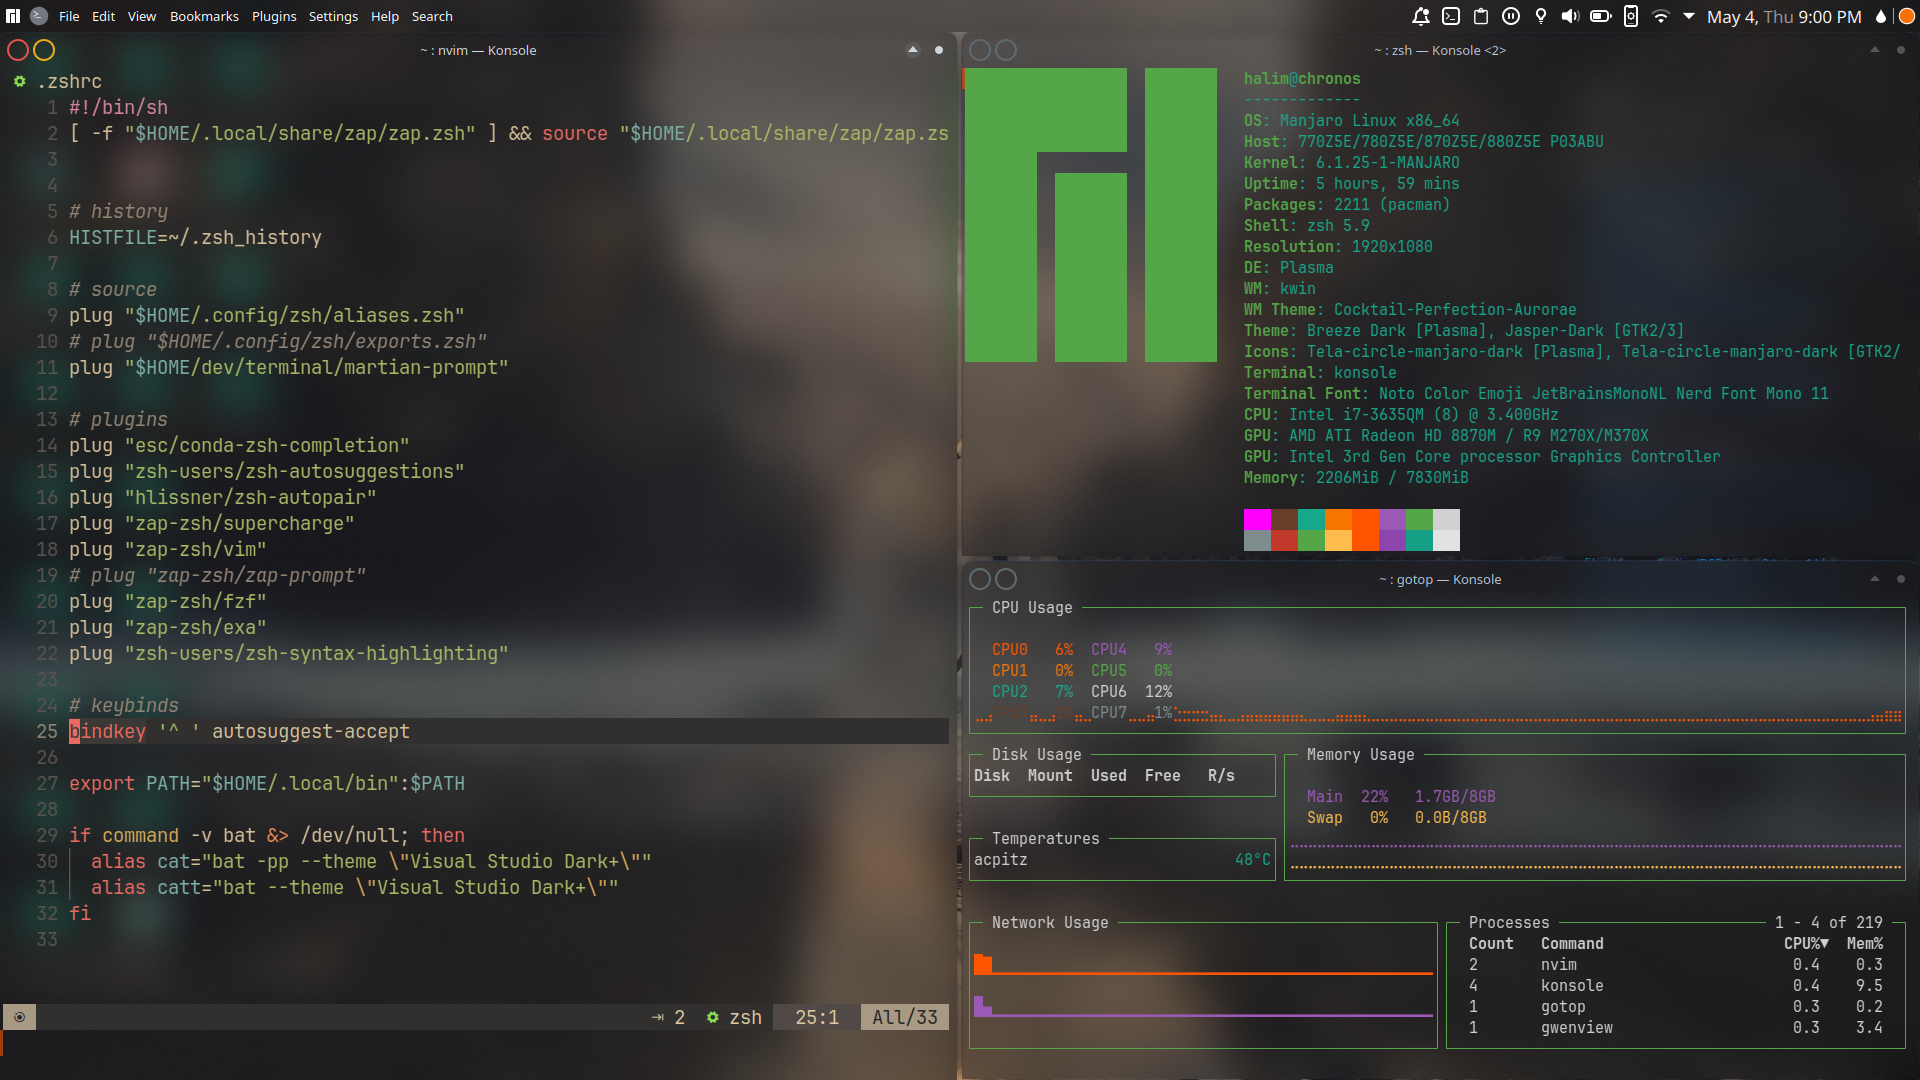 File Edit View Bookmarks Plugins Settings Help Search
May 4, Thu 9:00 PM
~ : nvim — Konsole
.zshrc
1 #!/bin/sh
2 [ -f "$HOME/.local/share/zap/zap.zsh" ] && source "$HOME/.local/share/zap/zap.zs
3
4
5 # history
6 HISTFILE=~/.zsh_history
7
8 # source
9 plug "$HOME/.config/zsh/aliases.zsh"
10 # plug "$HOME/.config/zsh/exports.zsh"
11 plug "$HOME/dev/terminal/martian-prompt"
12
13 # plugins
14 plug "esc/conda-zsh-completion"
15 plug "zsh-users/zsh-autosuggestions"
16 plug "hlissner/zsh-autopair"
17 plug "zap-zsh/supercharge"
18 plug "zap-zsh/vim"
19 # plug "zap-zsh/zap-prompt"
20 plug "zap-zsh/fzf"
21 plug "zap-zsh/exa"
22 plug "zsh-users/zsh-syntax-highlighting"
23
24 # keybinds
25 bindkey '^ ' autosuggest-accept
26
27 export PATH="$HOME/.local/bin":$PATH
28
29 if command -v bat &> /dev/null; then
30 alias cat="bat -pp --theme \"Visual Studio Dark+\""
31 alias catt="bat --theme \"Visual Studio Dark+\""
32 fi
33
⇥ 2 zsh 25:1 All/33
~ : zsh — Konsole <2>
halim@chronos
-------------
OS: Manjaro Linux x86_64
Host: 770Z5E/780Z5E/870Z5E/880Z5E P03ABU
Kernel: 6.1.25-1-MANJARO
Uptime: 5 hours, 59 mins
Packages: 2211 (pacman)
Shell: zsh 5.9
Resolution: 1920x1080
DE: Plasma
WM: kwin
WM Theme: Cocktail-Perfection-Aurorae
Theme: Breeze Dark [Plasma], Jasper-Dark [GTK2/3]
Icons: Tela-circle-manjaro-dark [Plasma], Tela-circle-manjaro-dark [GTK2/
Terminal: konsole
Terminal Font: Noto Color Emoji JetBrainsMonoNL Nerd Font Mono 11
CPU: Intel i7-3635QM (8) @ 3.400GHz
GPU: AMD ATI Radeon HD 8870M / R9 M270X/M370X
GPU: Intel 3rd Gen Core processor Graphics Controller
Memory: 2206MiB / 7830MiB
~ : gotop — Konsole
CPU Usage
CPU0 6% CPU4 9%
CPU1 0% CPU5 0%
CPU2 7% CPU6 12%
CPU7 1%
Disk Usage
Disk Mount Used Free R/s
Memory Usage
Main 22% 1.7GB/8GB
Swap 0% 0.0B/8GB
Temperatures
acpitz 48°C
Network Usage
Processes 1 - 4 of 219
Count Command CPU%▼ Mem%
2 nvim 0.4 0.3
4 konsole 0.4 9.5
1 gotop 0.3 0.2
1 gwenview 0.3 3.4